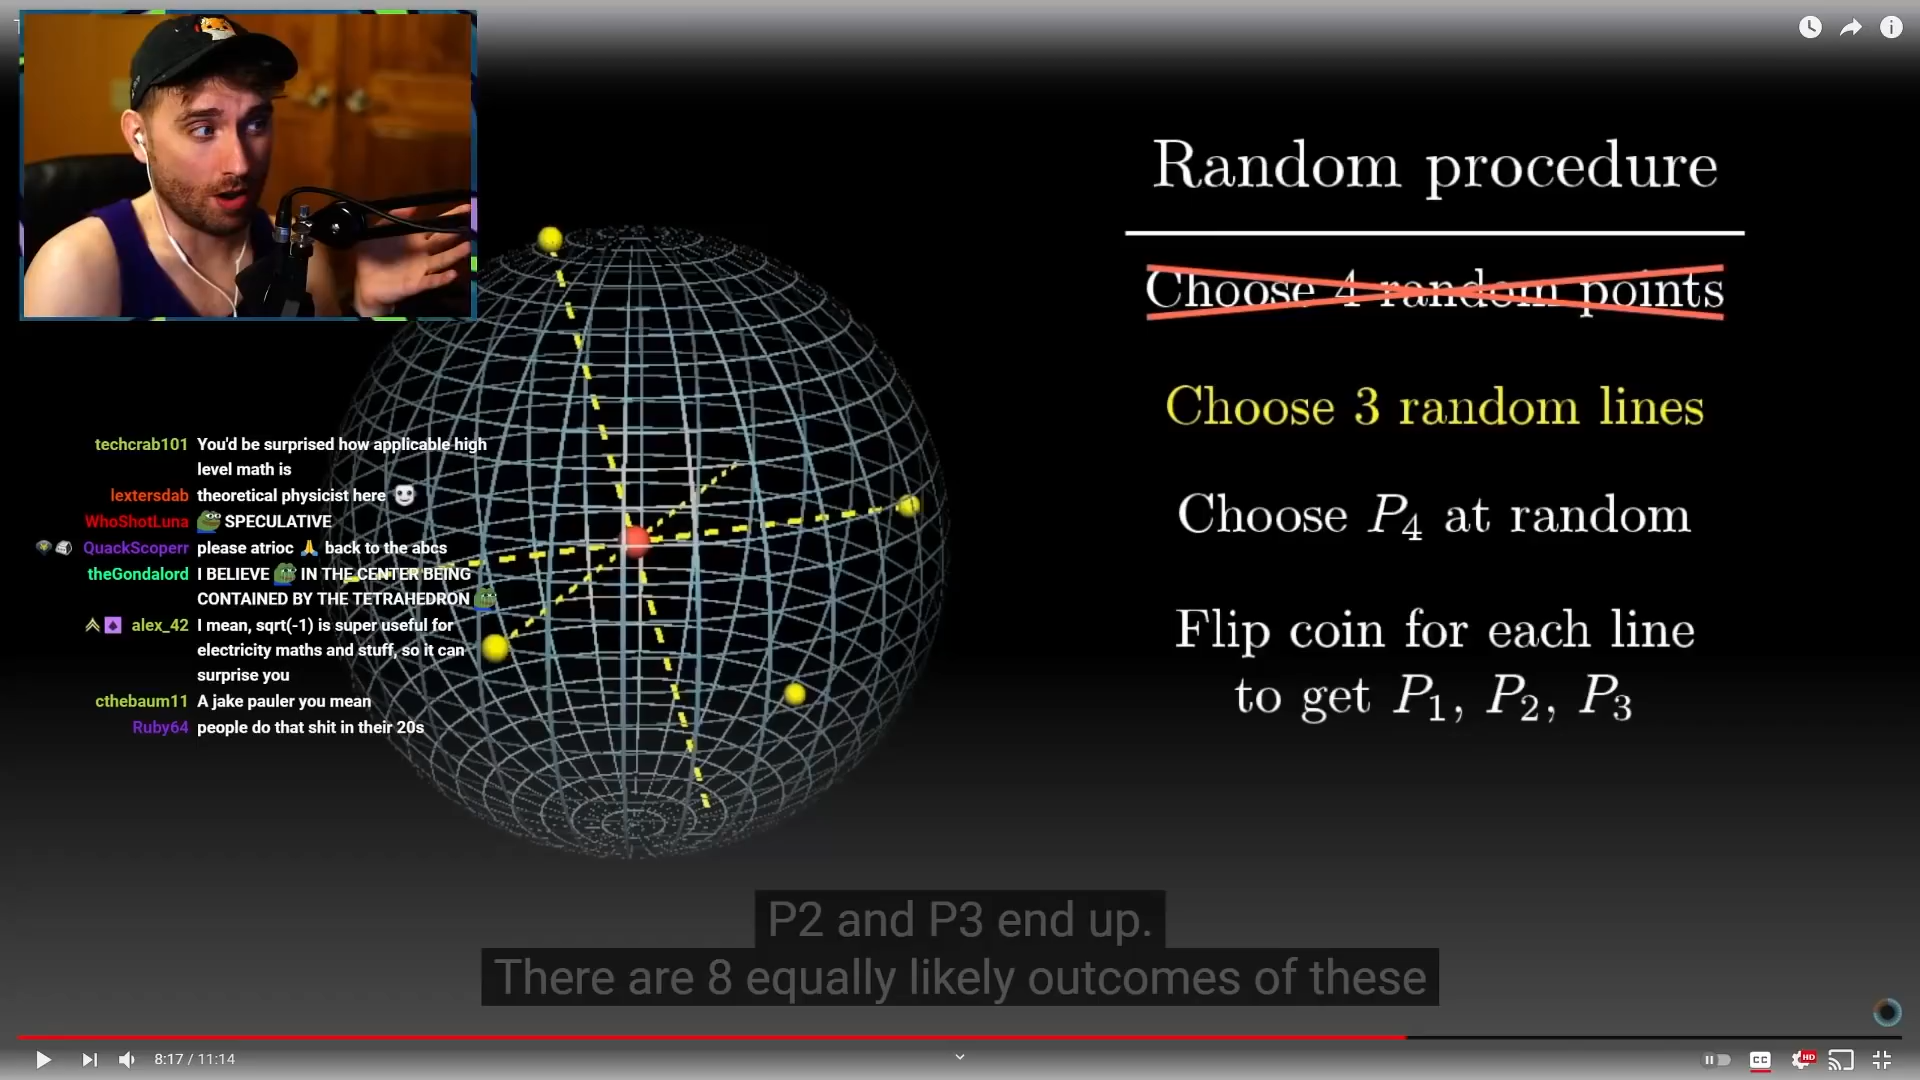 Random procedure
Choose 4 random points
Choose 3 random lines
Choose P4 at random
Flip coin for each line
to get P1, P2, P3
techcrab101 You'd be surprised how applicable high
level math is
lextersdab theoretical physicist here
WhoShotLuna SPECULATIVE
QuackScoperr please atrioc 🙏 back to the abcs
theGondalord I BELIEVE IN THE CENTER BEING
CONTAINED BY THE TETRAHEDRON
alex_42 I mean, sqrt(-1) is super useful for
electricity maths and stuff, so it can
surprise you
cthebaum11 A jake pauler you mean
Ruby64 people do that shit in their 20s
P2 and P3 end up.
There are 8 equally likely outcomes of these
8:17 / 11:14
CC
HD